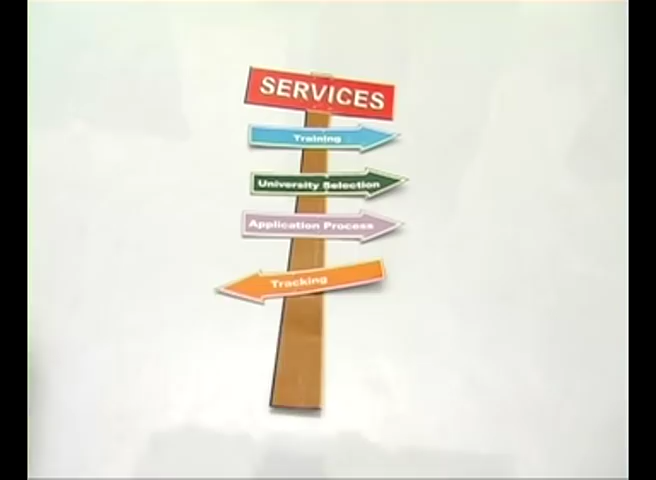 SERVICES
Training
University Selection
Application Process
Tracking